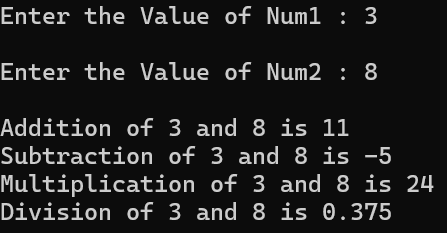 Enter the Value of Num1 : 3
Enter the Value of Num2 : 8
Addition of 3 and 8 is 11
Subtraction of 3 and 8 is -5
Multiplication of 3 and 8 is 24
Division of 3 and 8 is 0.375